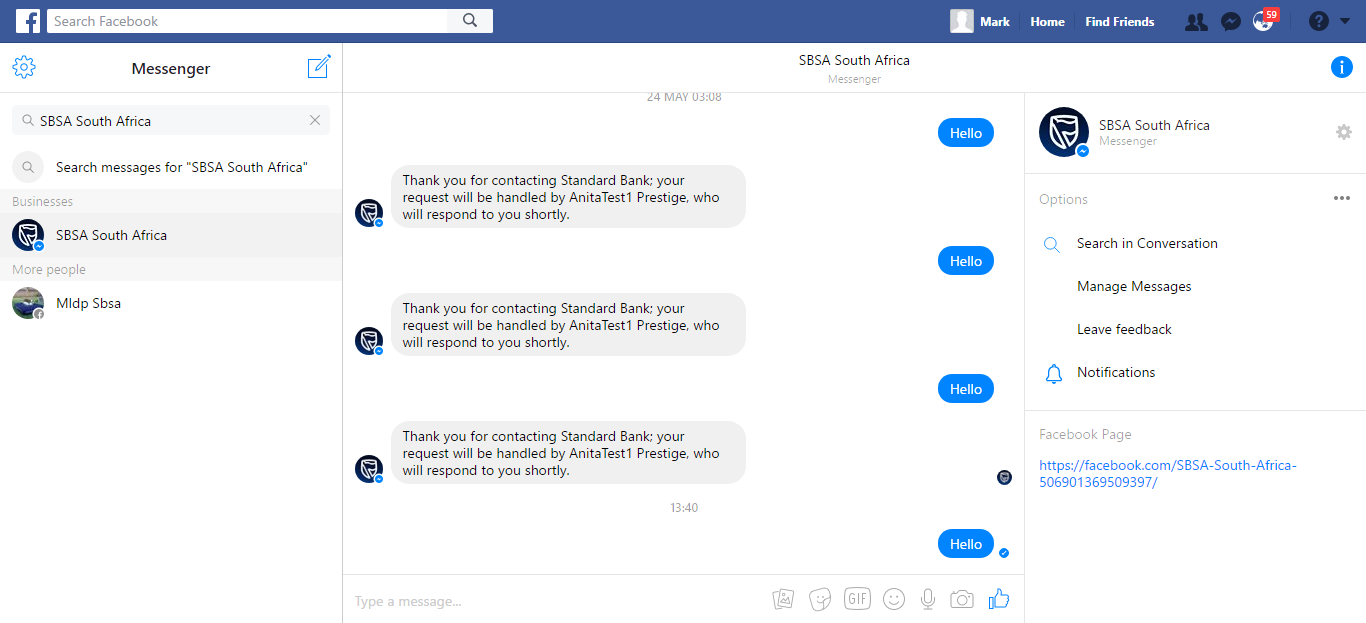 Search Facebook
Mark
Home
Find Friends
59
Messenger
SBSA South Africa
Search messages for "SBSA South Africa"
Businesses
SBSA South Africa
More people
Mldp Sbsa
SBSA South Africa
Messenger
24 MAY 03:08
Hello
Thank you for contacting Standard Bank; your
request will be handled by AnitaTest1 Prestige, who
will respond to you shortly.
Hello
Thank you for contacting Standard Bank; your
request will be handled by AnitaTest1 Prestige, who
will respond to you shortly.
Hello
Thank you for contacting Standard Bank; your
request will be handled by AnitaTest1 Prestige, who
will respond to you shortly.
13:40
Hello
Type a message...
GIF
SBSA South Africa
Messenger
Options
Search in Conversation
Manage Messages
Leave feedback
Notifications
Facebook Page
https://facebook.com/SBSA-South-Africa-
506901369509397/